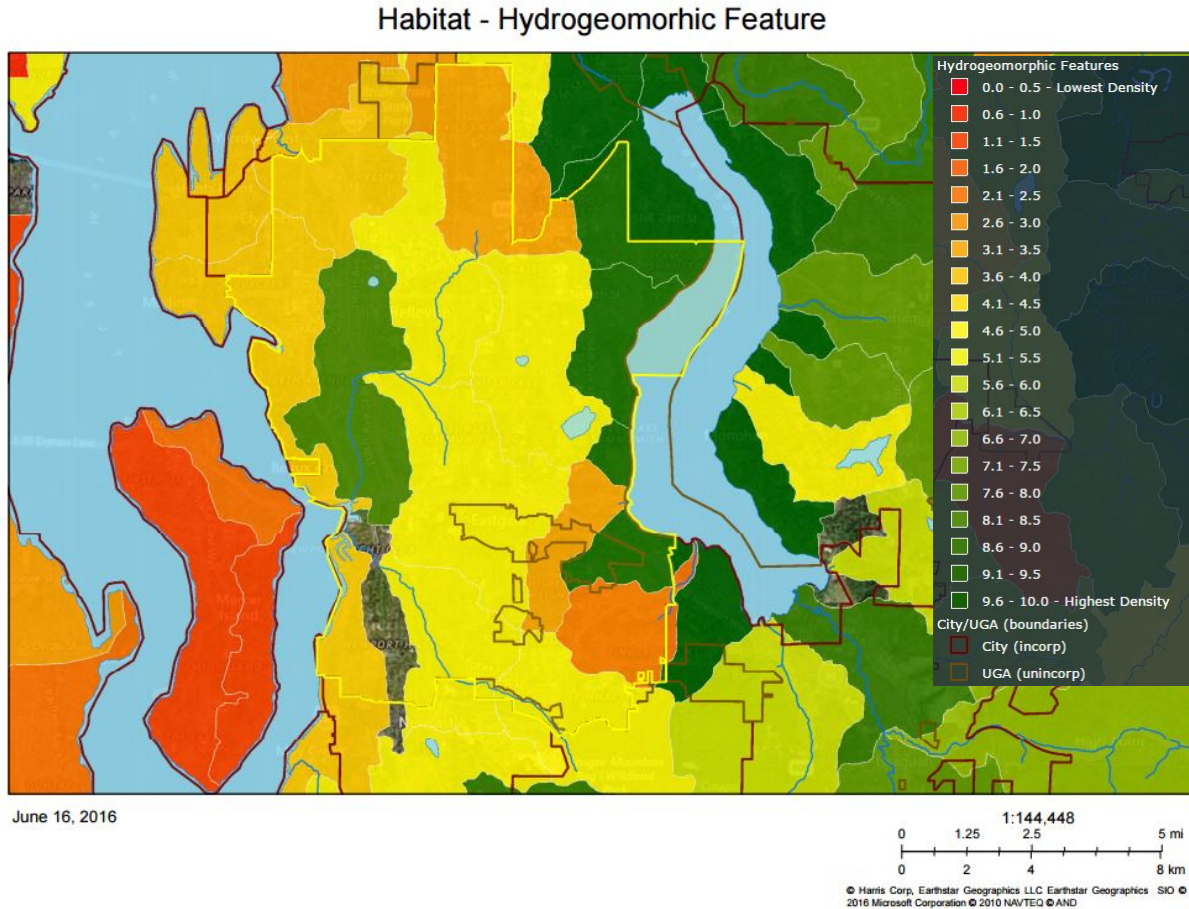 Habitat - Hydrogeomorhic Feature
Hydrogeomorphic Features
0.0 - 0.5 - Lowest Density
0.6 - 1.0
1.1 - 1.5
1.6 - 2.0
2.1 - 2.5
2.6 - 3.0
3.1 - 3.5
3.6 - 4.0
4.1 - 4.5
4.6 - 5.0
5.1 - 5.5
5.6 - 6.0
6.1 - 6.5
6.6 - 7.0
7.1 - 7.5
7.6 - 8.0
8.1 - 8.5
8.6 - 9.0
9.1 - 9.5
9.6 - 10.0 - Highest Density
City/UGA (boundaries)
City (incorp)
UGA (unincorp)
Eastgate
June 16, 2016
1:144,448
0 1.25 2.5 5 mi
0 2 4 8 km
© Harris Corp, Earthstar Geographics LLC Earthstar Geographics SIO ©
2016 Microsoft Corporation © 2010 NAVTEQ © AND